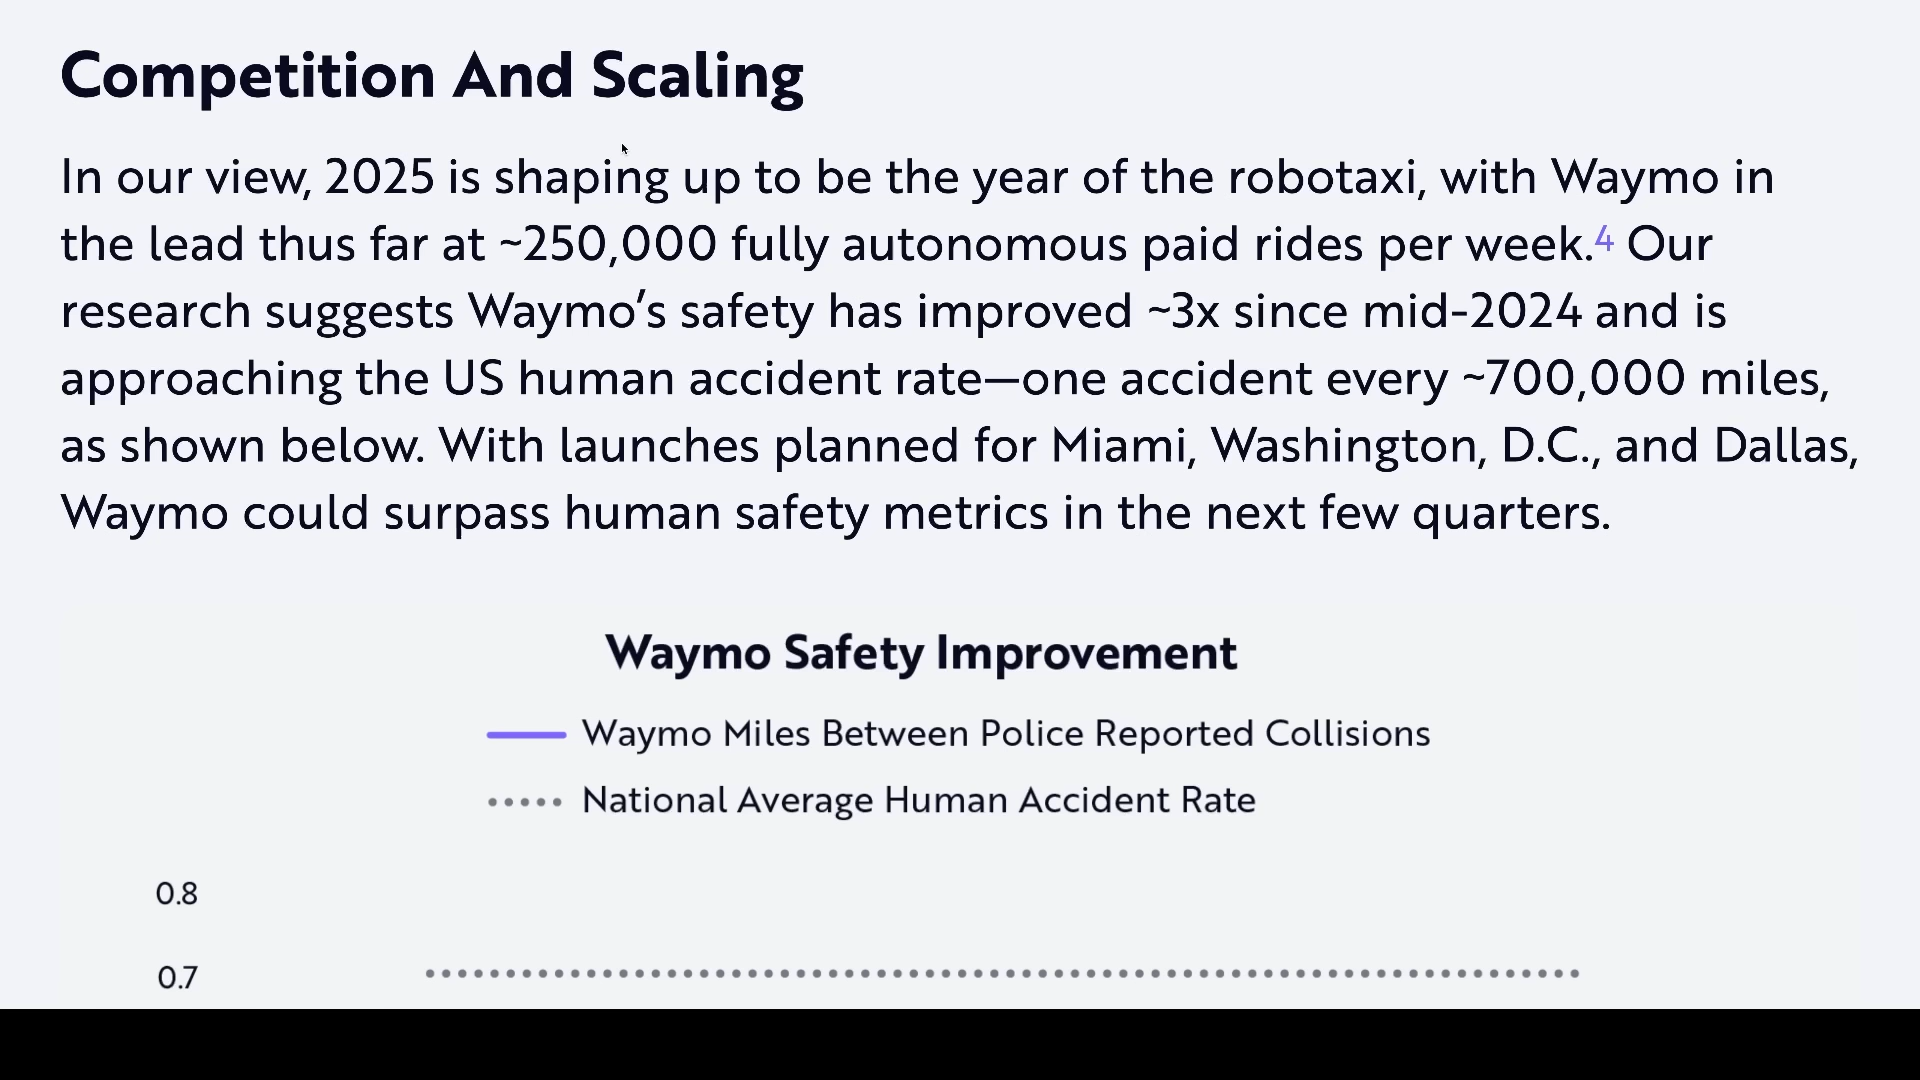 Competition And Scaling
In our view, 2025 is shaping up to be the year of the robotaxi, with Waymo in
the lead thus far at ~250,000 fully autonomous paid rides per week.4 Our
research suggests Waymo’s safety has improved ~3x since mid-2024 and is
approaching the US human accident rate—one accident every ~700,000 miles,
as shown below. With launches planned for Miami, Washington, D.C., and Dallas,
Waymo could surpass human safety metrics in the next few quarters.
Waymo Safety Improvement
Waymo Miles Between Police Reported Collisions
National Average Human Accident Rate
0.8
0.7